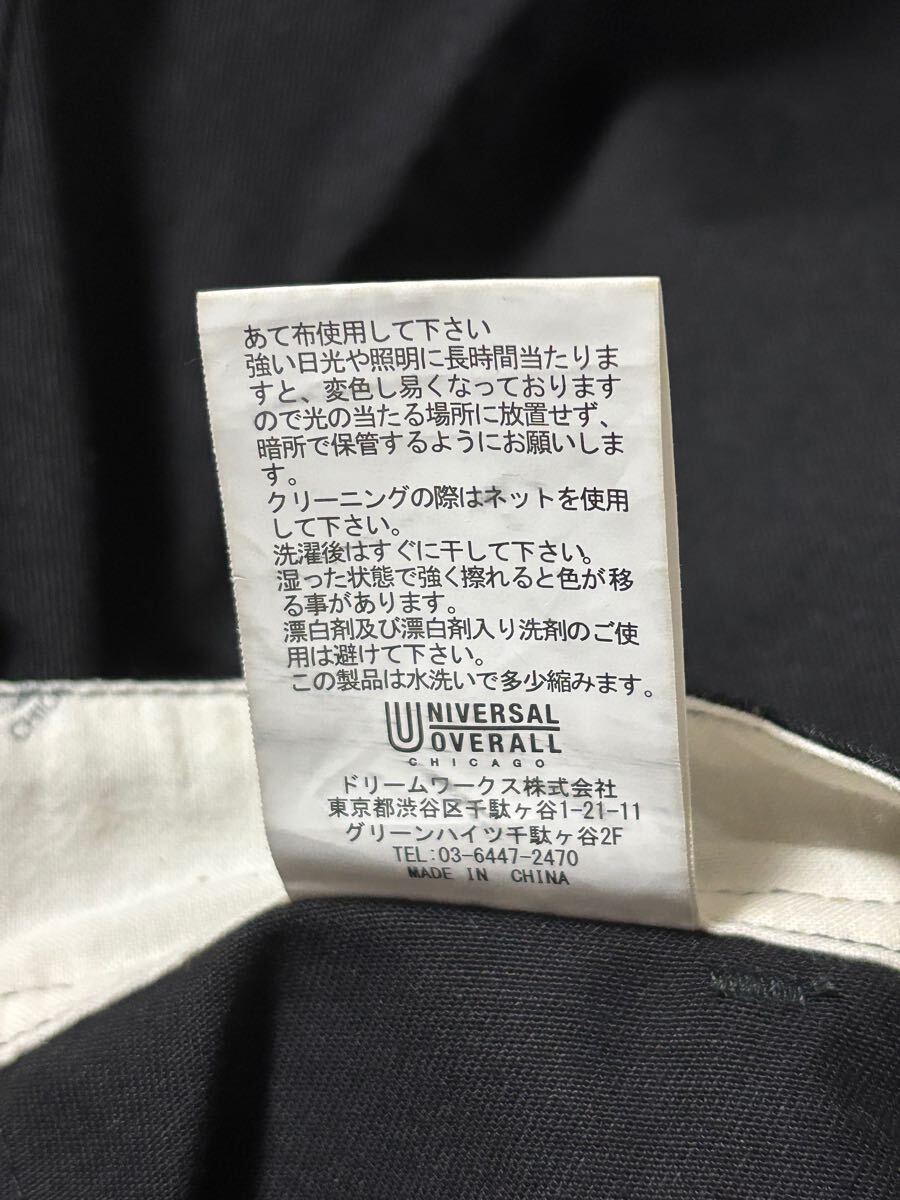 あて布使用して下さい
強い日光や照明に長時間当たりま
すと、変色し易くなっております
ので光の当たる場所に放置せず、
暗所で保管するようにお願いしま
す。
クリーニングの際はネットを使用
して下さい。
洗濯後はすぐに干して下さい。
湿った状態で強く擦れると色が移
る事があります。
漂白剤及び漂白剤入り洗剤のご使
用は避けて下さい。
この製品は水洗いで多少縮みます。
UNIVERSAL
OVERALL
CHICAGO
ドリームワークス株式会社
東京都渋谷区千駄ヶ谷1-21-11
グリーンハイツ千駄ヶ谷2F
TEL:03-6447-2470
MADE IN CHINA